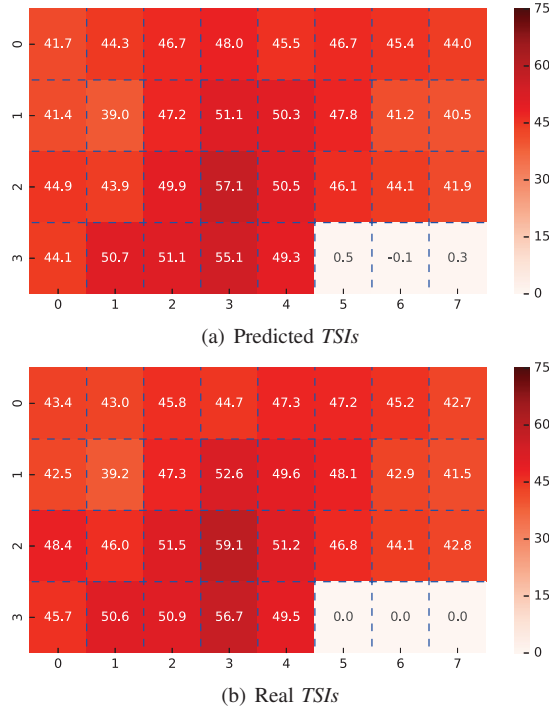 75
0 41.7 44.3 46.7 48.0 45.5 46.7 45.4 44.0
60
1 41.4 39.0 47.2 51.1 50.3 47.8 41.2 40.5
45
30
2 44.9 43.9 49.9 57.1 50.5 46.1 44.1 41.9
15
3 44.1 50.7 51.1 55.1 49.3 0.5 -0.1 0.3
0
0 1 2 3 4 5 6 7
(a) Predicted TSIs
75
0 43.4 43.0 45.8 44.7 47.3 47.2 45.2 42.7
60
1 42.5 39.2 47.3 52.6 49.6 48.1 42.9 41.5
45
30
2 48.4 46.0 51.5 59.1 51.2 46.8 44.1 42.8
15
3 45.7 50.6 50.9 56.7 49.5 0.0 0.0 0.0
0
0 1 2 3 4 5 6 7
(b) Real TSIs